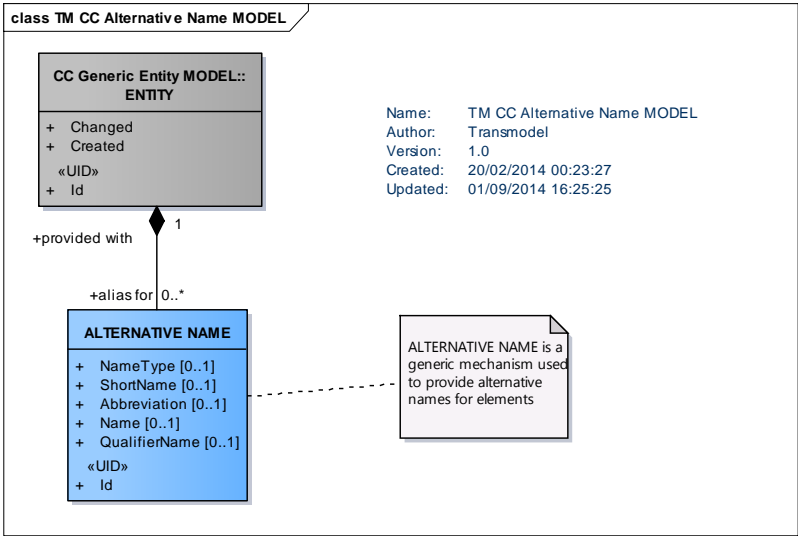 class TM CC Alternative Name MODEL
CC Generic Entity MODEL::
ENTITY
+ Changed
+ Created
«UID»
+ Id
Name: TM CC Alternative Name MODEL
Author: Transmodel
Version: 1.0
Created: 20/02/2014 00:23:27
Updated: 01/09/2014 16:25:25
1
+provided with
+alias for 0..*
ALTERNATIVE NAME
+ NameType [0..1]
+ ShortName [0..1]
+ Abbreviation [0..1]
+ Name [0..1]
+ QualifierName [0..1]
«UID»
+ Id
ALTERNATIVE NAME is a
generic mechanism used
to provide alternative
names for elements